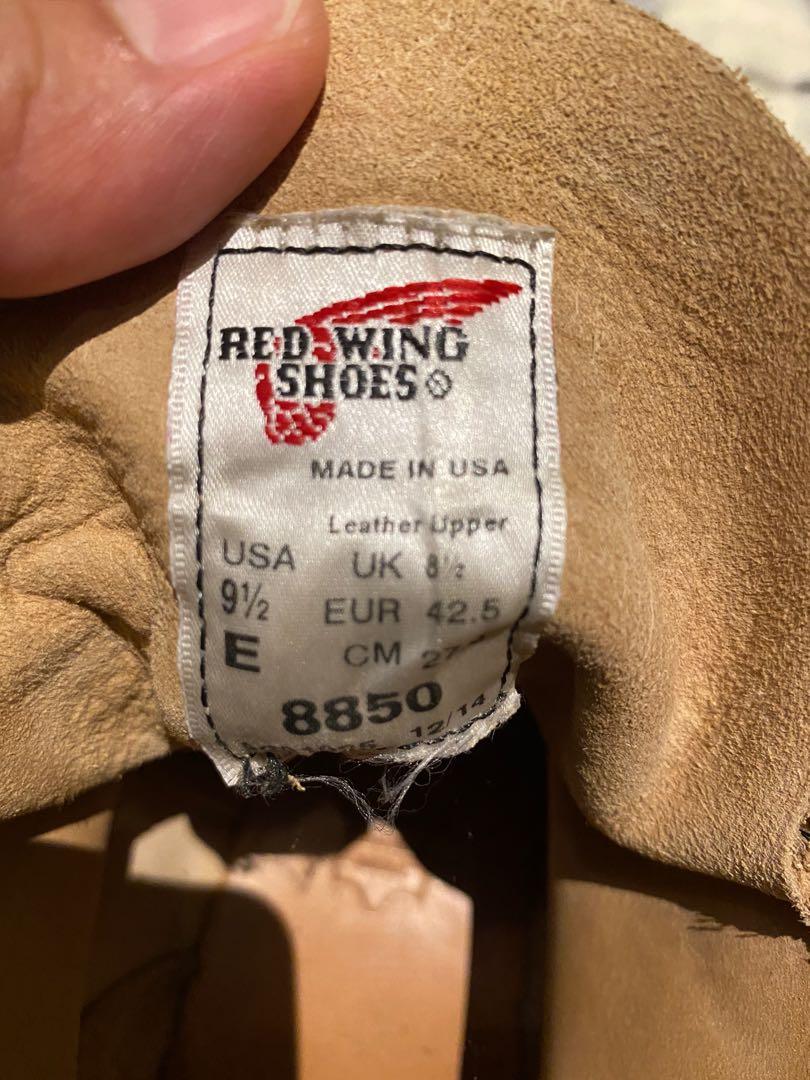 RED WING
SHOES
MADE IN USA
Leather Upper
USA UK 8½
9½ EUR 42.5
E CM
8850
12/14